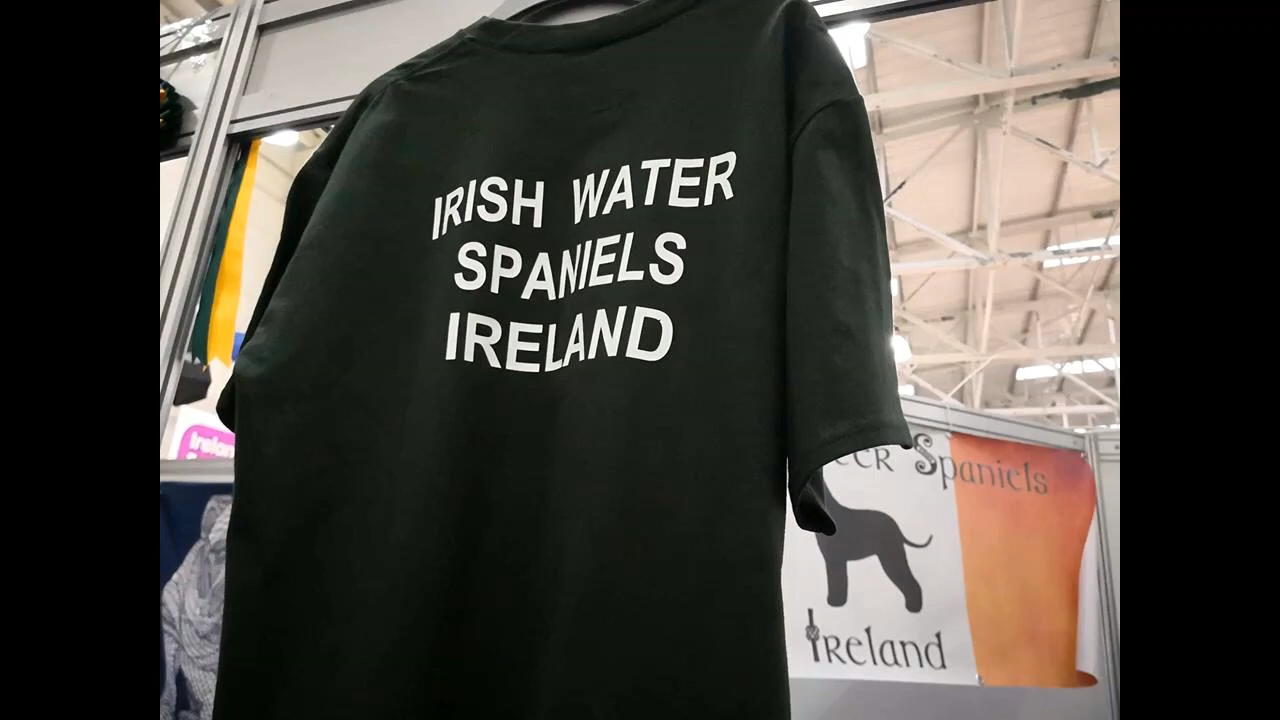 IRISH WATER
SPANIELS
IRELAND
Spaniels
Ireland